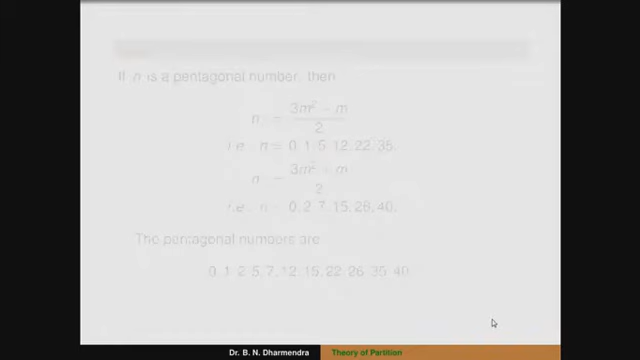 If n is a pentagonal number, then
n = 3m² − m / 2
i.e. n = 0, 1, 5, 12, 22, 35.
n = 3m² + m / 2
i.e. n = 0, 2, 7, 15, 26, 40.
The pentagonal numbers are
0, 1, 2, 5, 7, 12, 15, 22, 26, 35, 40
Dr. B. N. Dharmendra
Theory of Partition